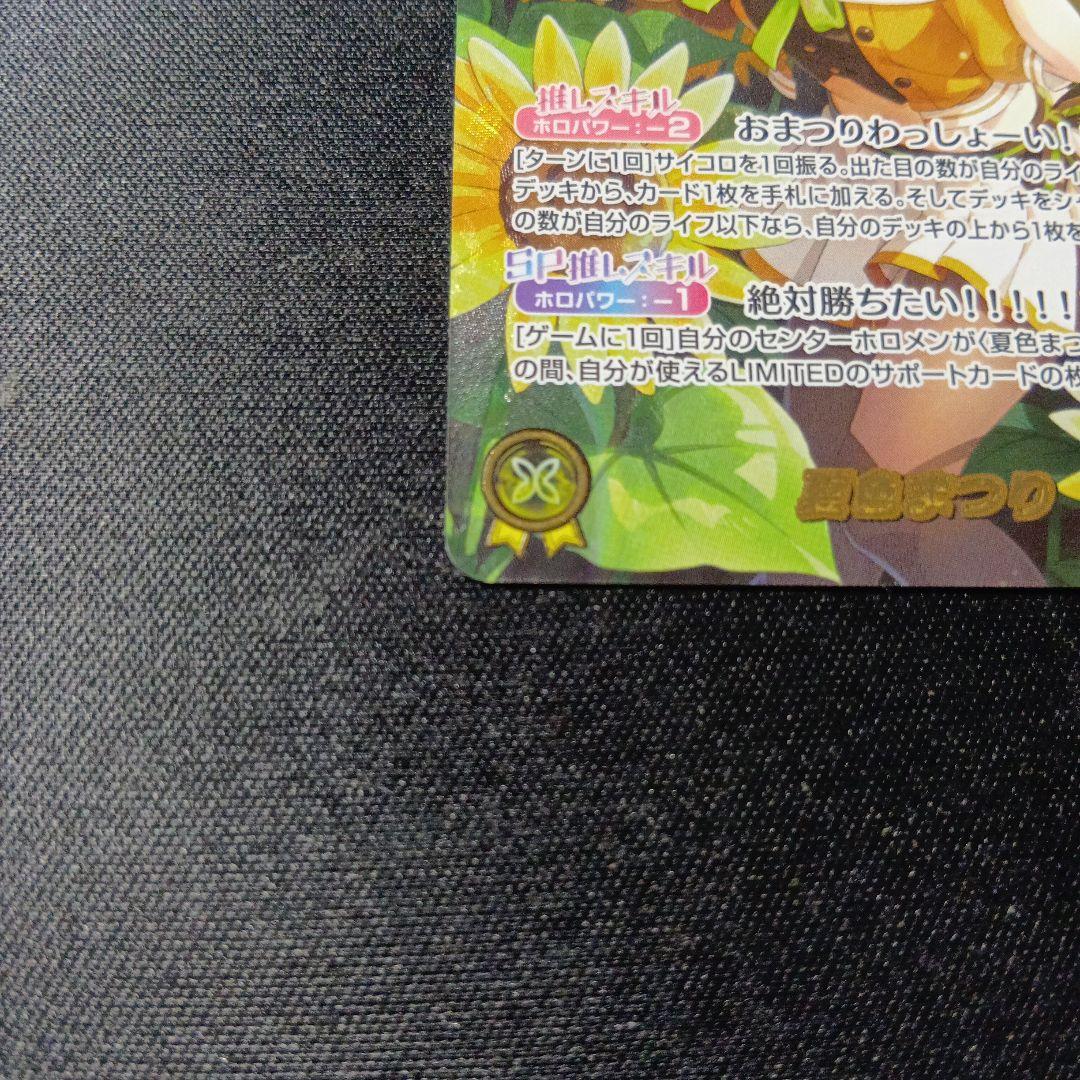 推しスキル
ホロパワー:-2 おまつりわっしょーい!
[ターンに1回]サイコロを1回振る。出た目の数が自分のライ
デッキから、カード1枚を手札に加える。そしてデッキをシ
の数が自分のライフ以下なら、自分のデッキの上から1枚を
SP推しスキル
ホロパワー:-1 絶対勝ちたい!!!!!
[ゲームに1回]自分のセンターホロメンが〈夏色まつ
の間、自分が使えるLIMITEDのサポートカードの枚
夏色まつり